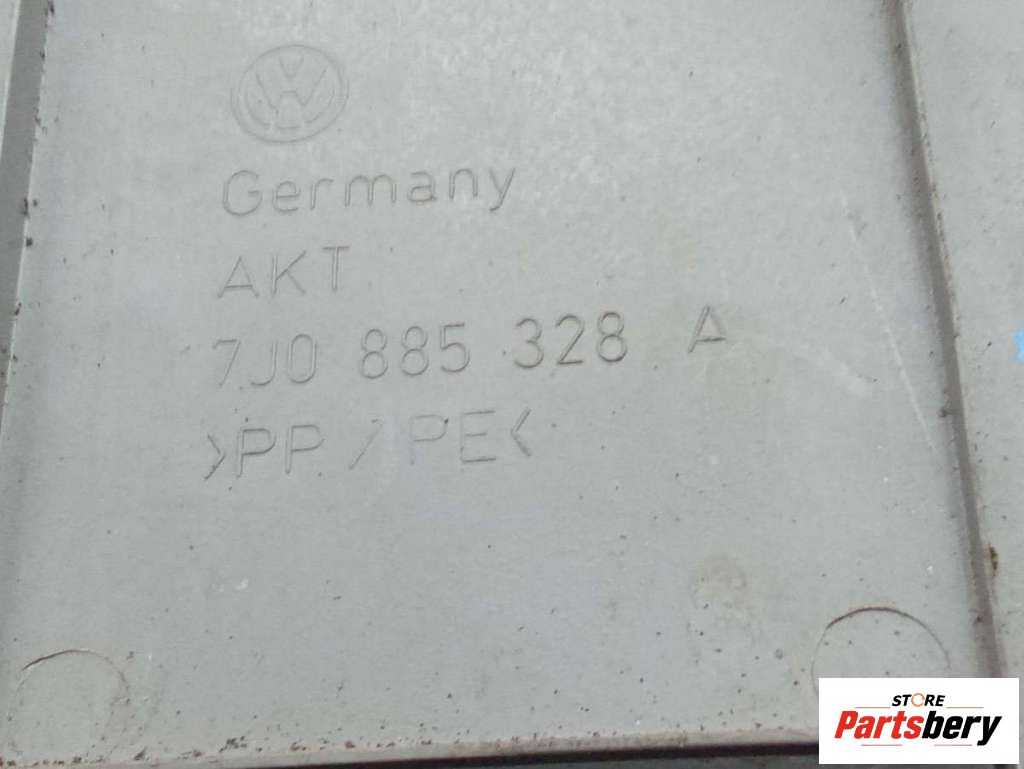 Germany
AKT
7J0 885 328 A
>PP / PE<
STORE
Partsbery